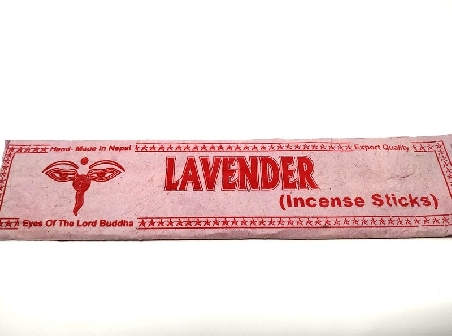 Hand- Made in Nepal
Export Quality
LAVENDER
(Incense Sticks)
Eyes Of The Lord Buddha